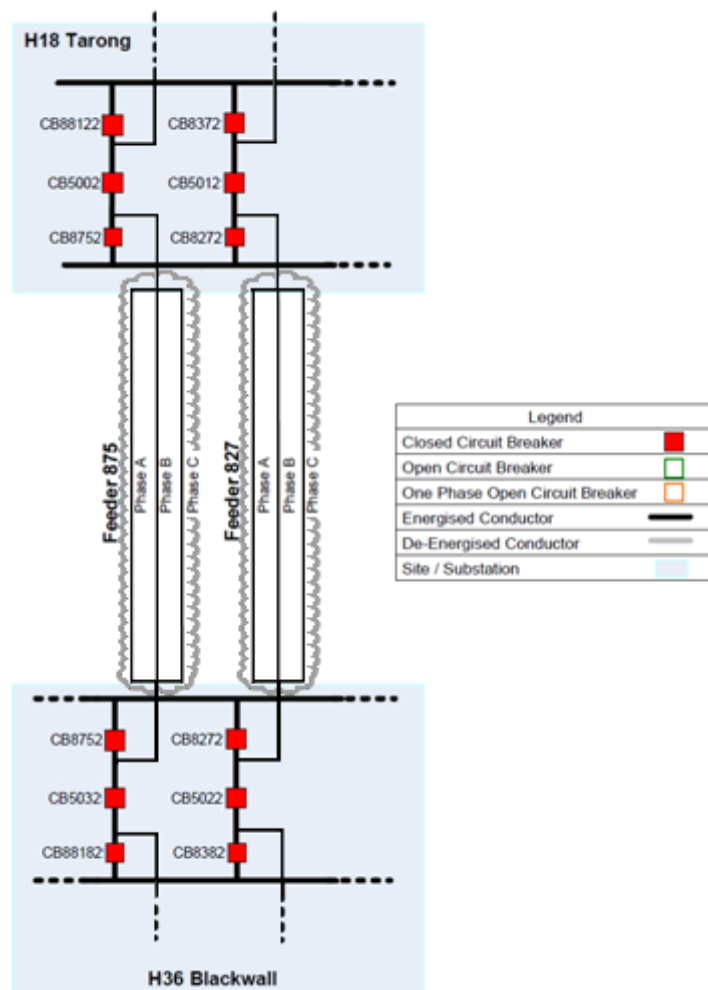 H18 Tarong
CB88122
CB8372
CB5002
CB5012
CB8752
CB8272
Feeder 875
Phase A
Phase B
Phase C
Feeder 827
Phase A
Phase B
Phase C
Legend
Closed Circuit Breaker
Open Circuit Breaker
One Phase Open Circuit Breaker
Energised Conductor
De-Energised Conductor
Site / Substation
CB8752
CB8272
CB5032
CB5022
CB88182
CB8382
H36 Blackwall